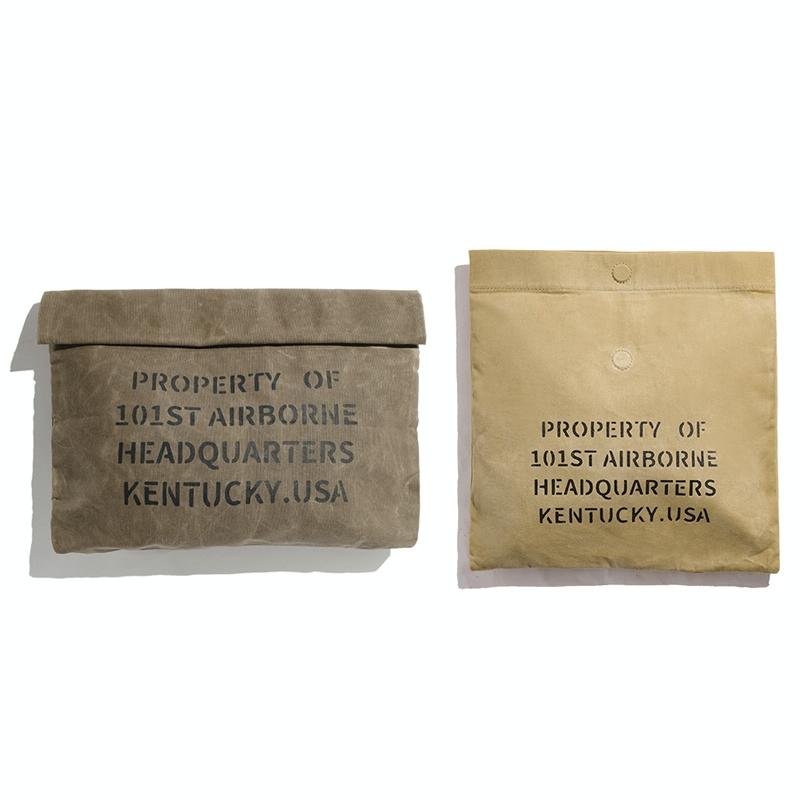 PROPERTY OF
101ST AIRBORNE
HEADQUARTERS
KENTUCKY.USA
PROPERTY OF
101ST AIRBORNE
HEADQUARTERS
KENTUCKY.USA